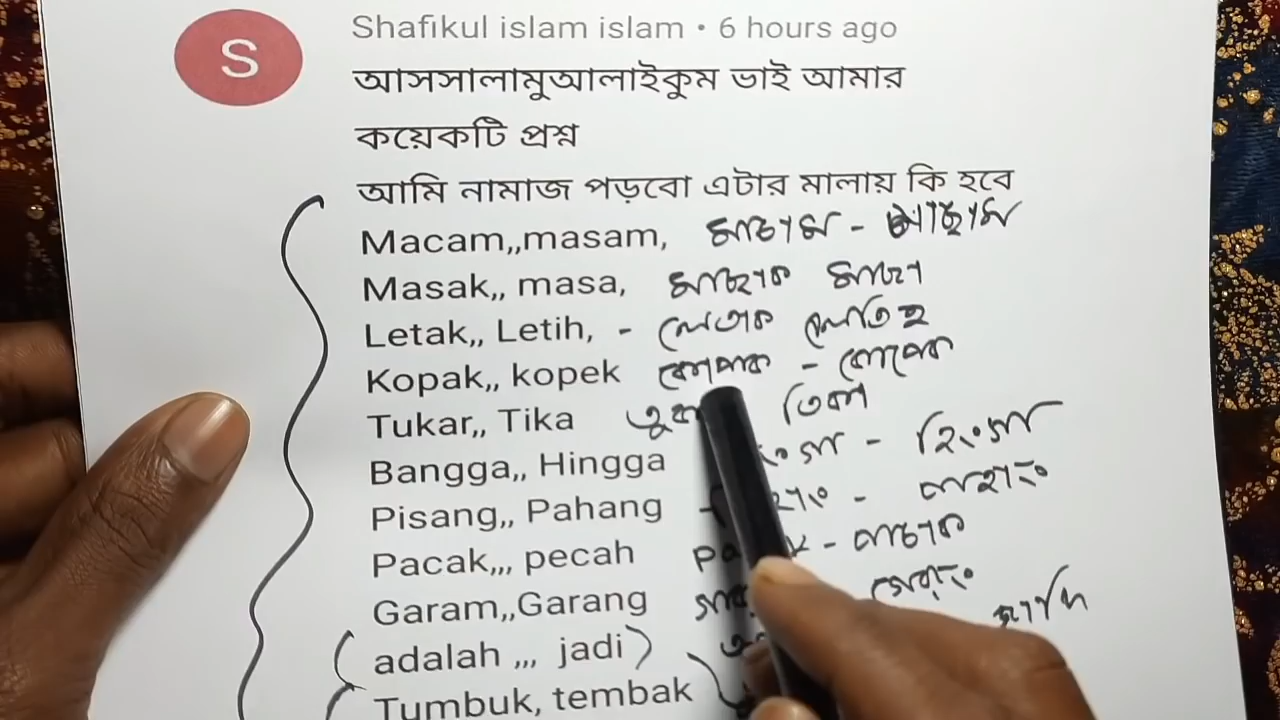 S
Shafikul islam islam • 6 hours ago
আসসালামুআলাইকুম ভাই আমার
কয়েকটি প্রশ্ন
আমি নামাজ পড়বো এটার মালায় কি হবে
Macam,,masam, মাচাম - মাছাম
Masak,, masa, মাছাক মাছা
Letak,, Letih, - লেতাক লেতিহ
Kopak,, kopek কোপাক - কোপেক
Tukar,, Tika তিকা
Bangga,, Hingga - হিংগা
Pisang,, Pahang - পাহাং
Pacak,,, pecah - পাচাক
Garam,,Garang গেরাং
adalah ,,, jadi জাদি
Tumbuk, tembak